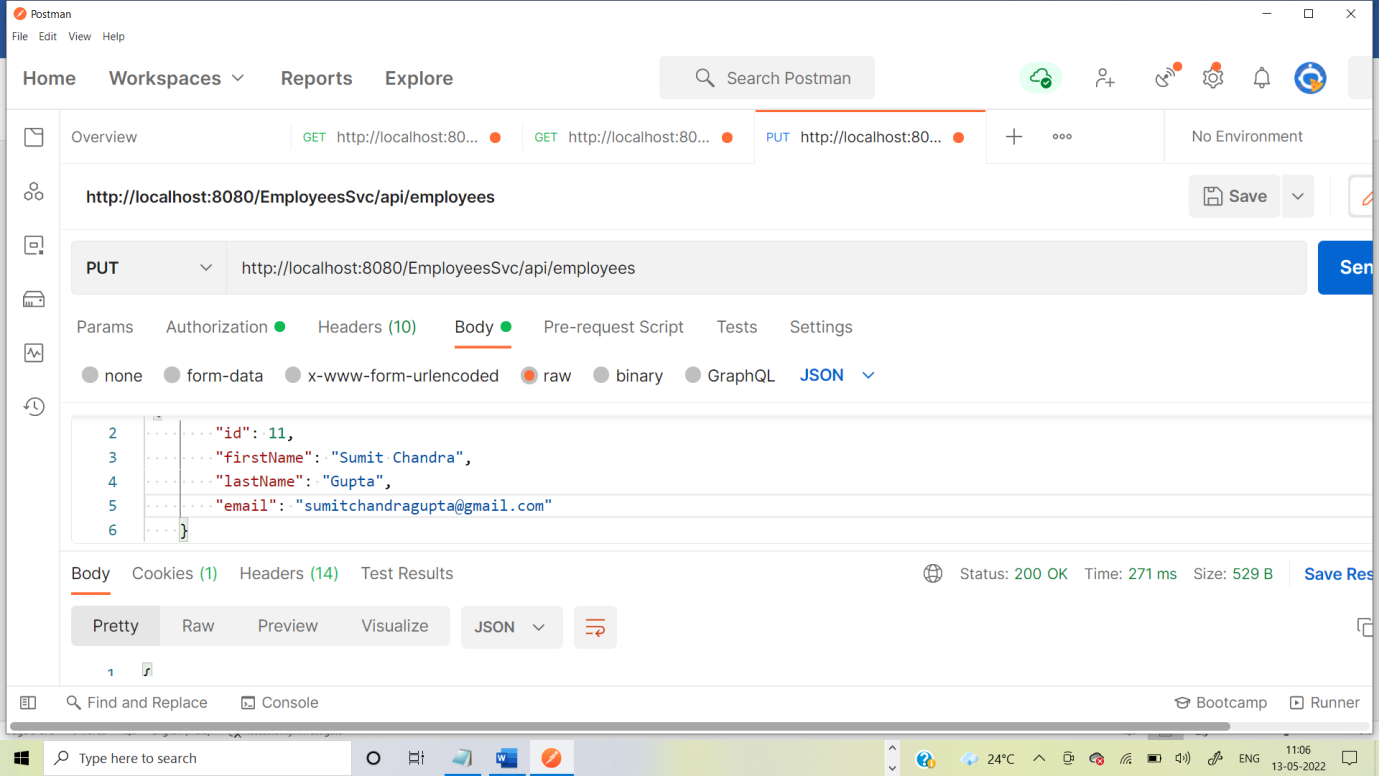 Postman
File Edit View Help
Home Workspaces Reports Explore Search Postman
Overview GET http://localhost:80... GET http://localhost:80... PUT http://localhost:80... No Environment
http://localhost:8080/EmployeesSvc/api/employees Save
PUT http://localhost:8080/EmployeesSvc/api/employees Sen
Params Authorization Headers (10) Body Pre-request Script Tests Settings
none form-data x-www-form-urlencoded raw binary GraphQL JSON
2 "id": 11,
3 "firstName": "Sumit Chandra",
4 "lastName": "Gupta",
5 "email": "sumitchandragupta@gmail.com"
6 }
Body Cookies (1) Headers (14) Test Results Status: 200 OK Time: 271 ms Size: 529 B Save Res
Pretty Raw Preview Visualize JSON
1 {
Find and Replace Console Bootcamp Runner
Type here to search 24°C ENG 11:06
13-05-2022